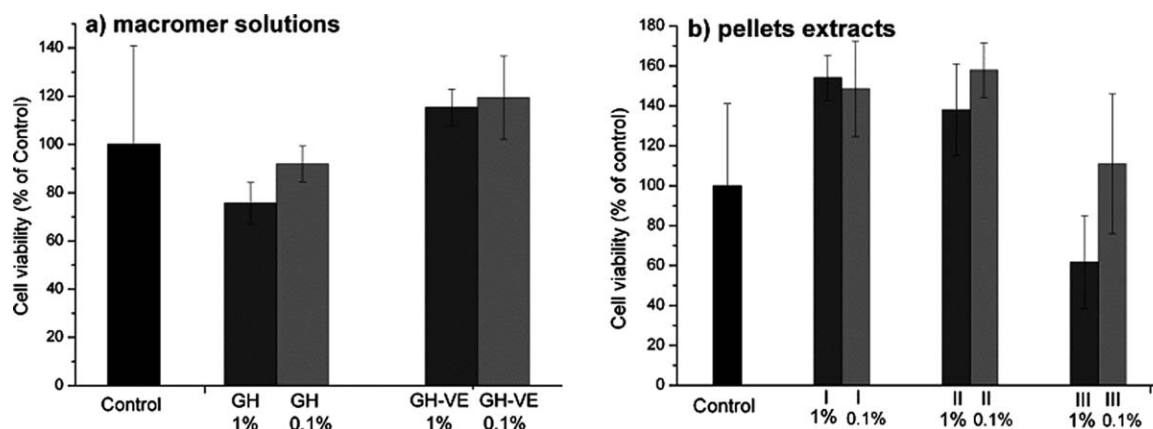 a) macromer solutions
Cell viability (% of Control)
140
120
100
80
60
40
20
0
Control
GH GH GH-VE GH-VE
1% 0.1% 1% 0.1%
b) pellets extracts
Cell viability (% of control)
180
160
140
120
100
80
60
40
20
0
Control
I I II II III III
1% 0.1% 1% 0.1% 1% 0.1%